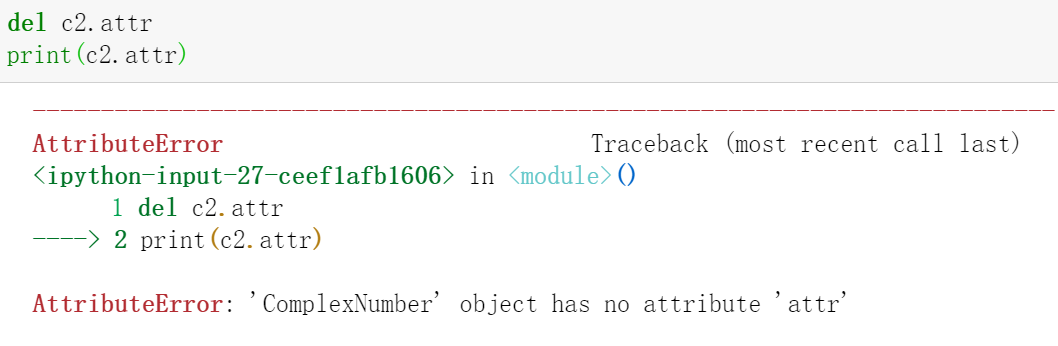 del c2.attr
print(c2.attr)
---------------------------------------------------------------------------
AttributeError                            Traceback (most recent call last)
<ipython-input-27-ceef1afb1606> in <module>()
      1 del c2.attr
----> 2 print(c2.attr)
AttributeError: 'ComplexNumber' object has no attribute 'attr'